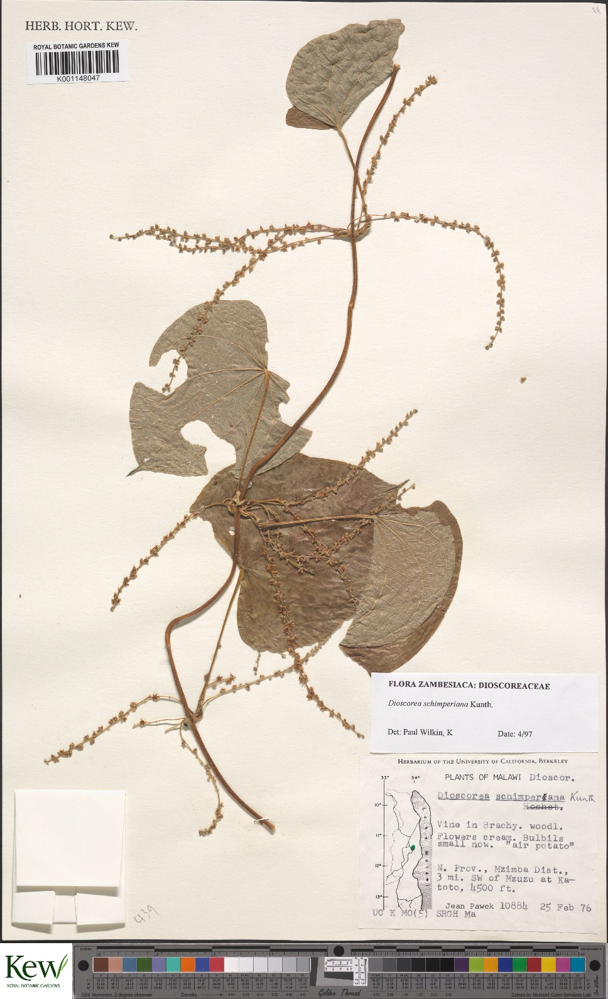 HERB. HORT. KEW.
ROYAL BOTANIC GARDENS KEW
K001148047
FLORA ZAMBESIACA: DIOSCOREACEAE
Dioscorea schimperiana Kunth.
Det: Paul Wilkin, K Date: 4/97
HERBARIUM OF THE UNIVERSITY OF CALIFORNIA, BERKELEY
PLANTS OF MALAWI Dioscor.
33° 34°
10°
11°
12°
13°
Dioscorea schimperiana Kunth
Hochst.
Vine in Brachy. woodl.
Flowers cream. Bulbils
small now. "air potato"
N. Prov., Mzimba Dist.,
3 mi. SW of Mzuzu at Ka-
toto, 4500 ft.
Jean Pawek 10884 25 Feb 76
UC K MO(5) SRGH Ma
439
KEW
ROYAL BOTANIC GARDENS
inches
centimetres
D50 Illuminant, 2 degree observer
Density
Golden Thread
Colors by Munsell Color Services Lab